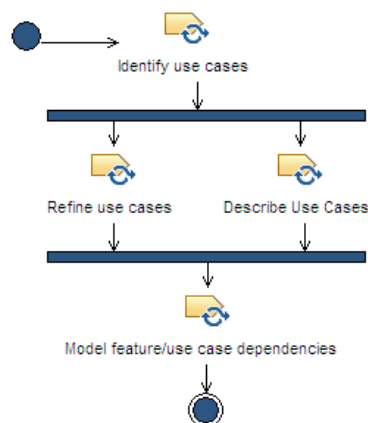 Identify use cases
Refine use cases
Describe Use Cases
Model feature/use case dependencies